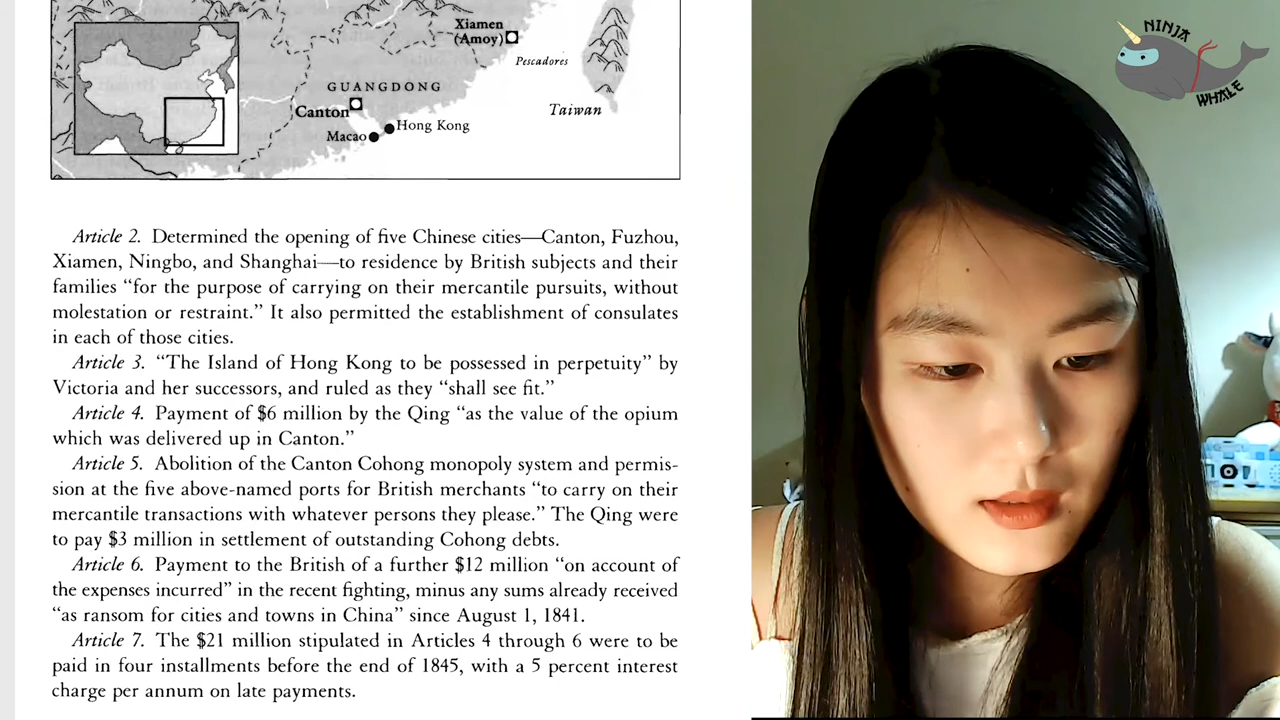 Xiamen
(Amoy)
Pescadores
GUANGDONG
Canton
Taiwan
Hong Kong
Macao
Article 2. Determined the opening of five Chinese cities—Canton, Fuzhou,
Xiamen, Ningbo, and Shanghai—to residence by British subjects and their
families “for the purpose of carrying on their mercantile pursuits, without
molestation or restraint.” It also permitted the establishment of consulates
in each of those cities.
Article 3. “The Island of Hong Kong to be possessed in perpetuity” by
Victoria and her successors, and ruled as they “shall see fit.”
Article 4. Payment of $6 million by the Qing “as the value of the opium
which was delivered up in Canton.”
Article 5. Abolition of the Canton Cohong monopoly system and permis-
sion at the five above-named ports for British merchants “to carry on their
mercantile transactions with whatever persons they please.” The Qing were
to pay $3 million in settlement of outstanding Cohong debts.
Article 6. Payment to the British of a further $12 million “on account of
the expenses incurred” in the recent fighting, minus any sums already received
“as ransom for cities and towns in China” since August 1, 1841.
Article 7. The $21 million stipulated in Articles 4 through 6 were to be
paid in four installments before the end of 1845, with a 5 percent interest
charge per annum on late payments.
NINJA
WHALE